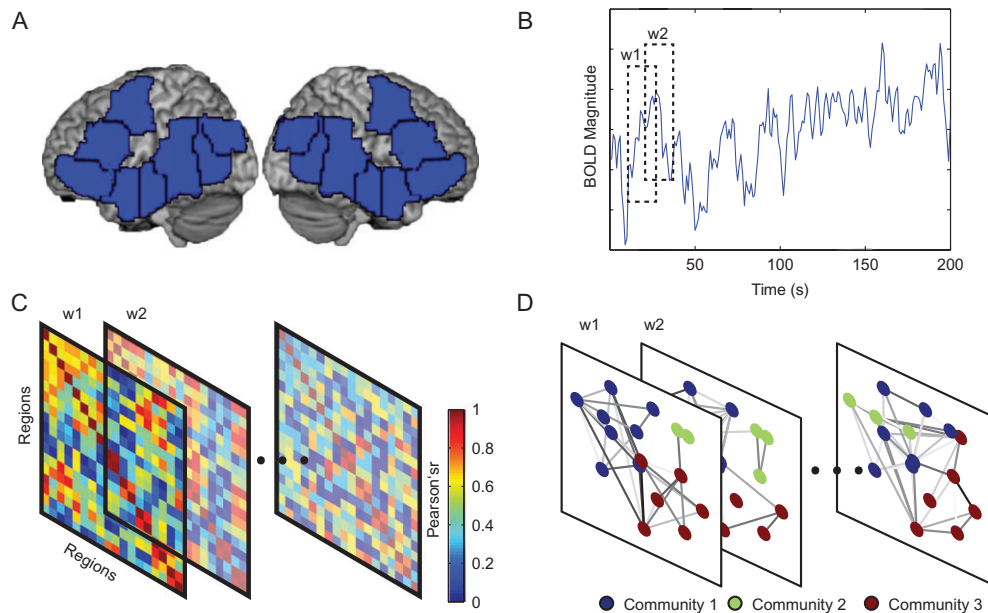 A
B
w1
w2
BOLD Magnitude
50
100
150
200
Time (s)
C
w1
w2
Regions
Regions
1
0.8
0.6
0.4
0.2
0
Pearson'sr
D
w1
w2
Community 1
Community 2
Community 3